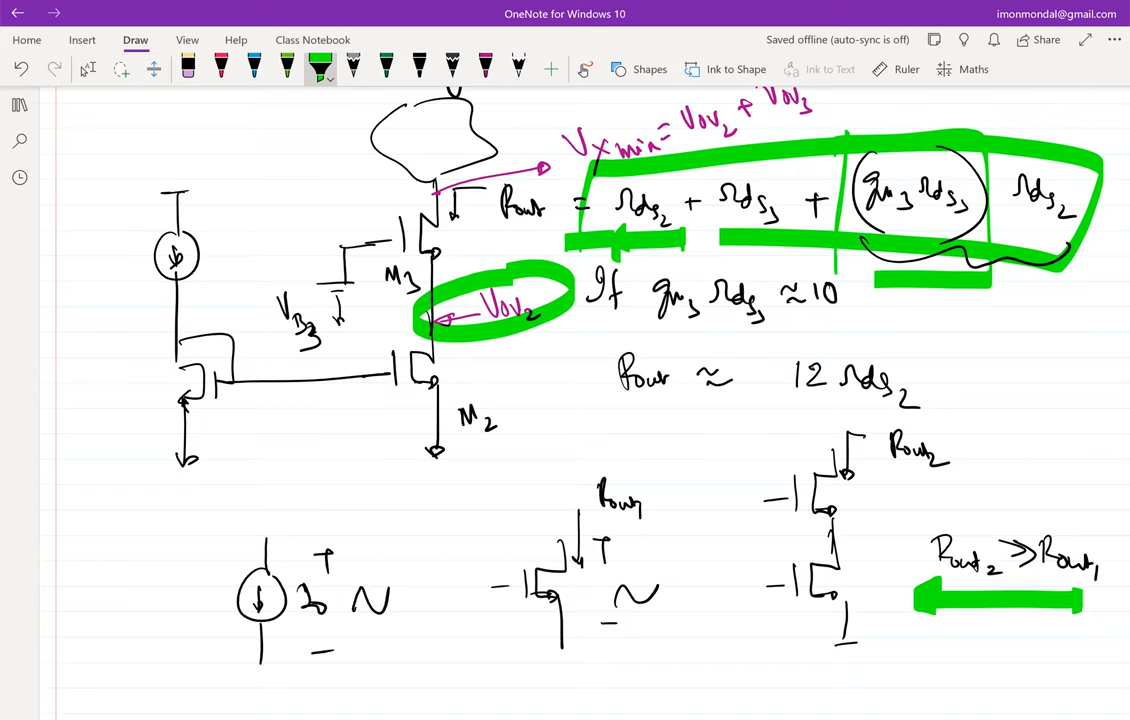 OneNote for Windows 10
imonmondal@gmail.com
Home Insert Draw View Help Class Notebook
Saved offline (auto-sync is off) Share
Shapes Ink to Shape Ink to Text Ruler Maths
Vx min = Vov2 + Vov3
Rout = rds2 + rds3 + (gm3 rds3) rds2
M3
VB3
Vov2
If gm3 rds3 ≈ 10
Rout ≈ 12 rds2
M2
Rout2
Rout1
+
+
I0
-
-
Rout2 >> Rout1